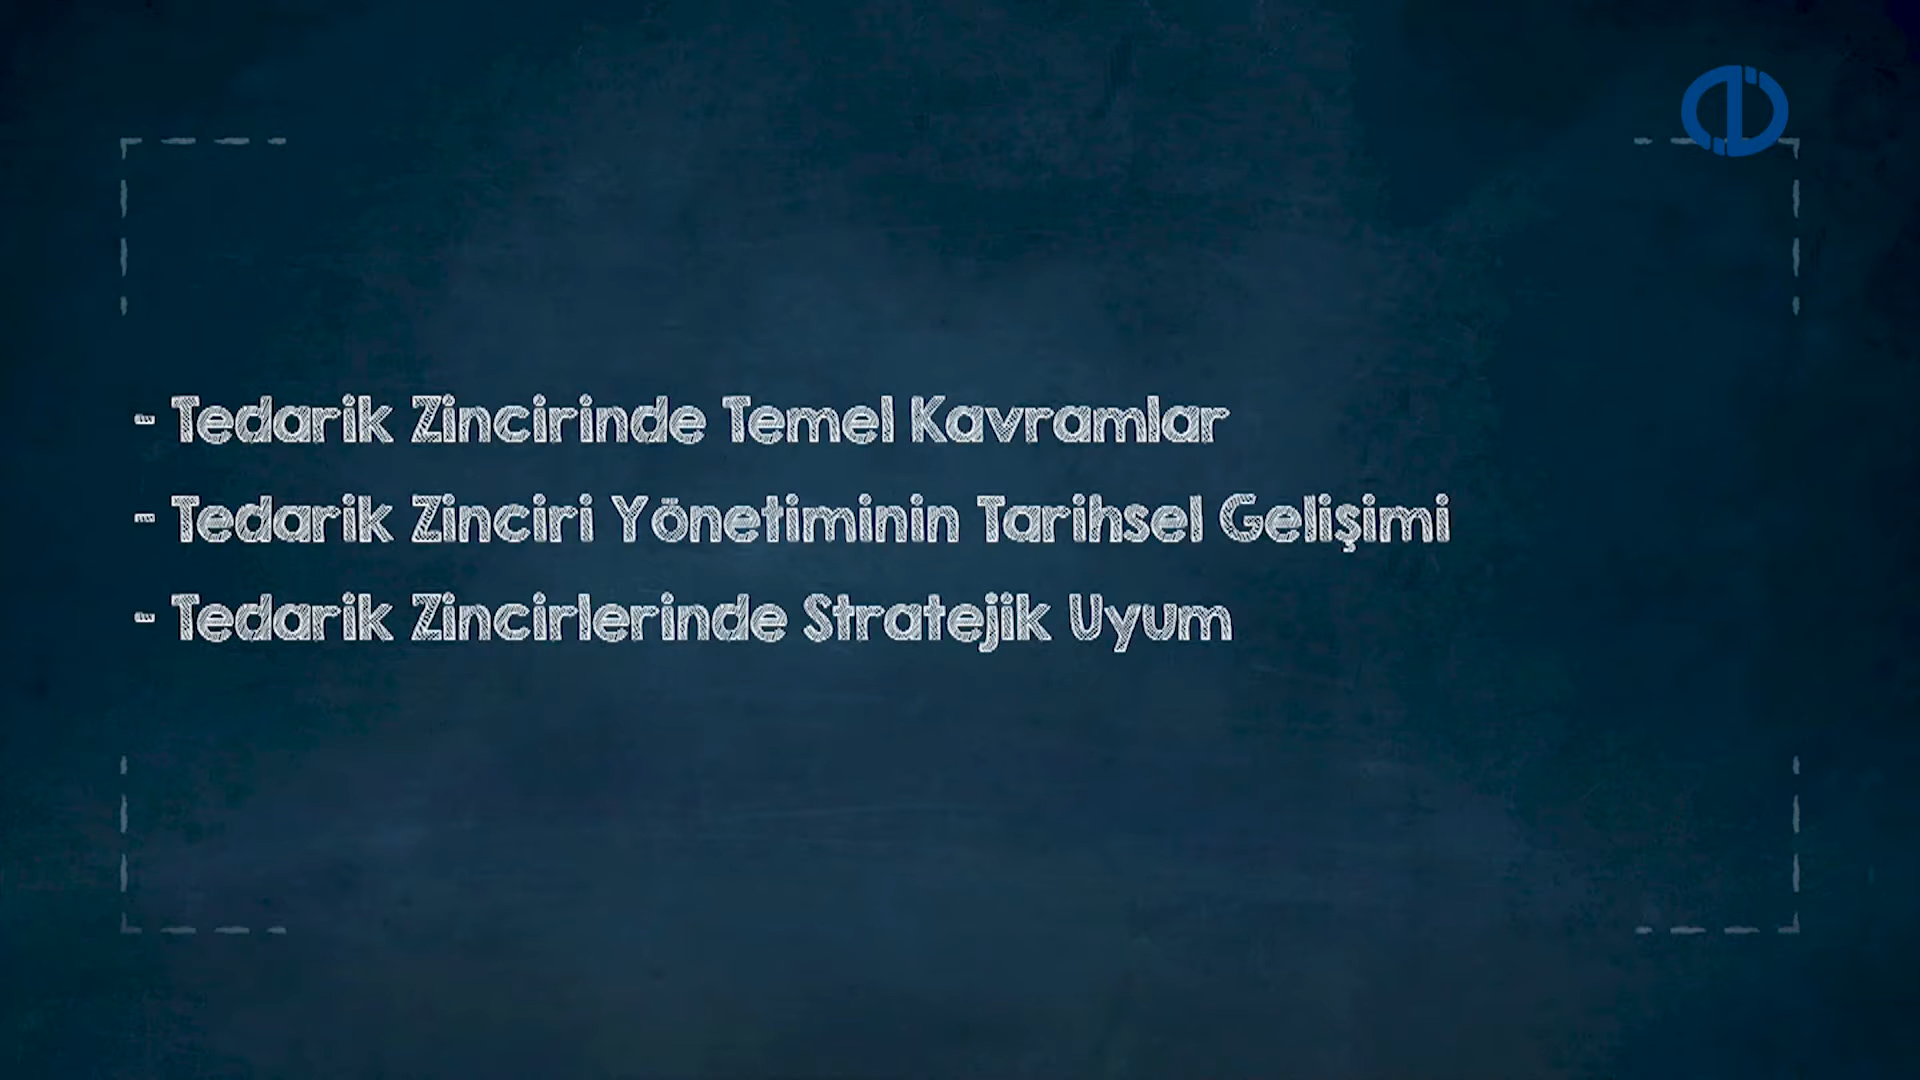 - Tedarik Zincirinde Temel Kavramlar
- Tedarik Zinciri Yönetiminin Tarihsel Gelişimi
- Tedarik Zincirlerinde Stratejik Uyum